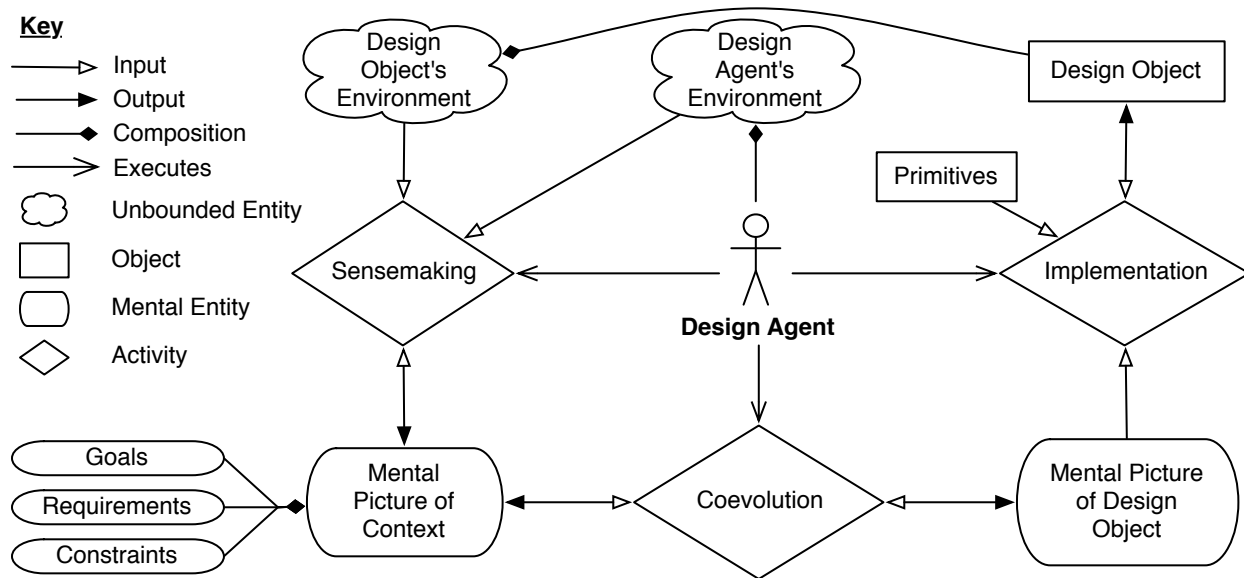 Key
Input
Output
Composition
Executes
Unbounded Entity
Object
Mental Entity
Activity
Design
Object's
Environment
Design
Agent's
Environment
Design Object
Primitives
Sensemaking
Implementation
Design Agent
Goals
Requirements
Constraints
Mental
Picture of
Context
Coevolution
Mental Picture
of Design
Object